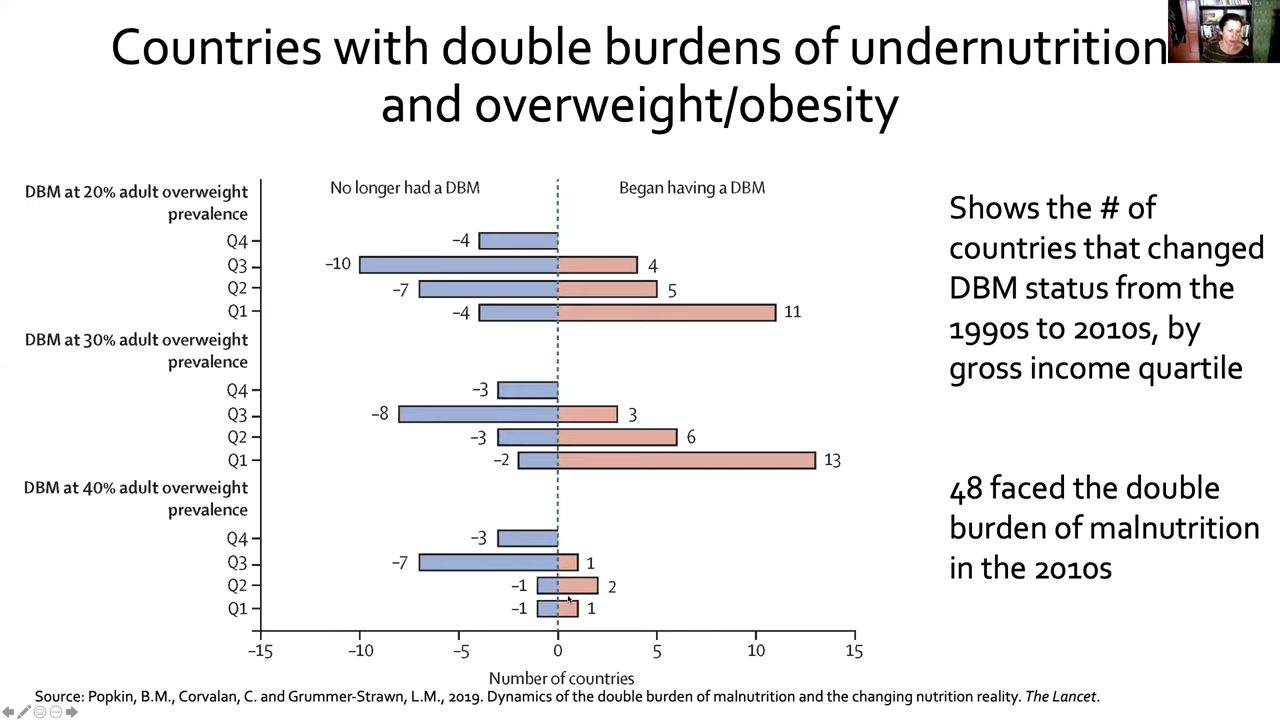 Countries with double burdens of undernutrition
and overweight/obesity
DBM at 20% adult overweight
prevalence
No longer had a DBM
Began having a DBM
Q4
−4
Q3
−10
4
Q2
−7
5
Q1
−4
11
DBM at 30% adult overweight
prevalence
Q4
−3
Q3
−8
3
Q2
−3
6
Q1
−2
13
DBM at 40% adult overweight
prevalence
Q4
−3
Q3
−7
1
Q2
−1
2
Q1
−1
1
−15
−10
−5
0
5
10
15
Number of countries
Shows the # of
countries that changed
DBM status from the
1990s to 2010s, by
gross income quartile
48 faced the double
burden of malnutrition
in the 2010s
Source: Popkin, B.M., Corvalan, C. and Grummer-Strawn, L.M., 2019. Dynamics of the double burden of malnutrition and the changing nutrition reality. The Lancet.